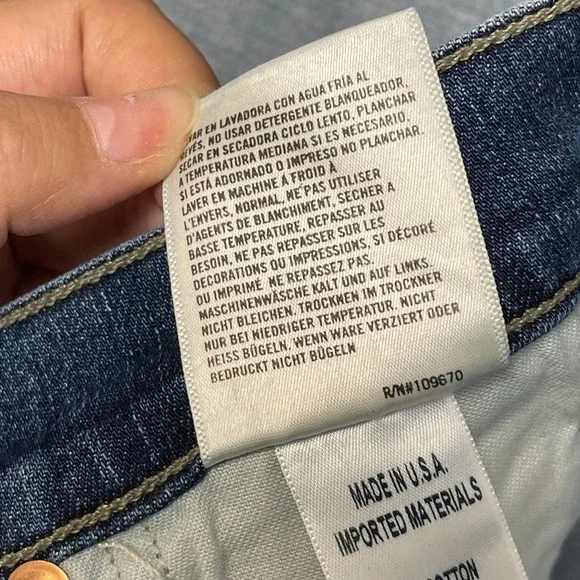 EN LAVADORA CON AGUA FRÍA AL
REVÉS, NO USAR DETERGENTE BLANQUEADOR,
SECAR EN SECADORA CICLO LENTO, PLANCHAR
A TEMPERATURA MEDIANA SI ES NECESARIO,
SI ESTÁ ADORNADO O IMPRESO NO PLANCHAR.
LAVER EN MACHINE À FROID À
L'ENVERS, NORMAL, NE PAS UTILISER
D'AGENTS DE BLANCHIMENT, SECHER A
BASSE TEMPÉRATURE, REPASSER AU
BESOIN, NE PAS REPASSER SUR LES
DECORATIONS OU IMPRESSIONS, SI DÉCORÉ
OU IMPRIMÉ NE REPASSEZ PAS.
MASCHINENWÄSCHE KALT UND AUF LINKS.
NICHT BLEICHEN. TROCKNEN IM TROCKNER
NUR BEI NIEDRIGER TEMPERATUR. NICHT
HEISS BÜGELN. WENN WARE VERZIERT ODER
BEDRUCKT NICHT BÜGELN
R/N#109670
MADE IN U.S.A.
IMPORTED MATERIALS
COTTON